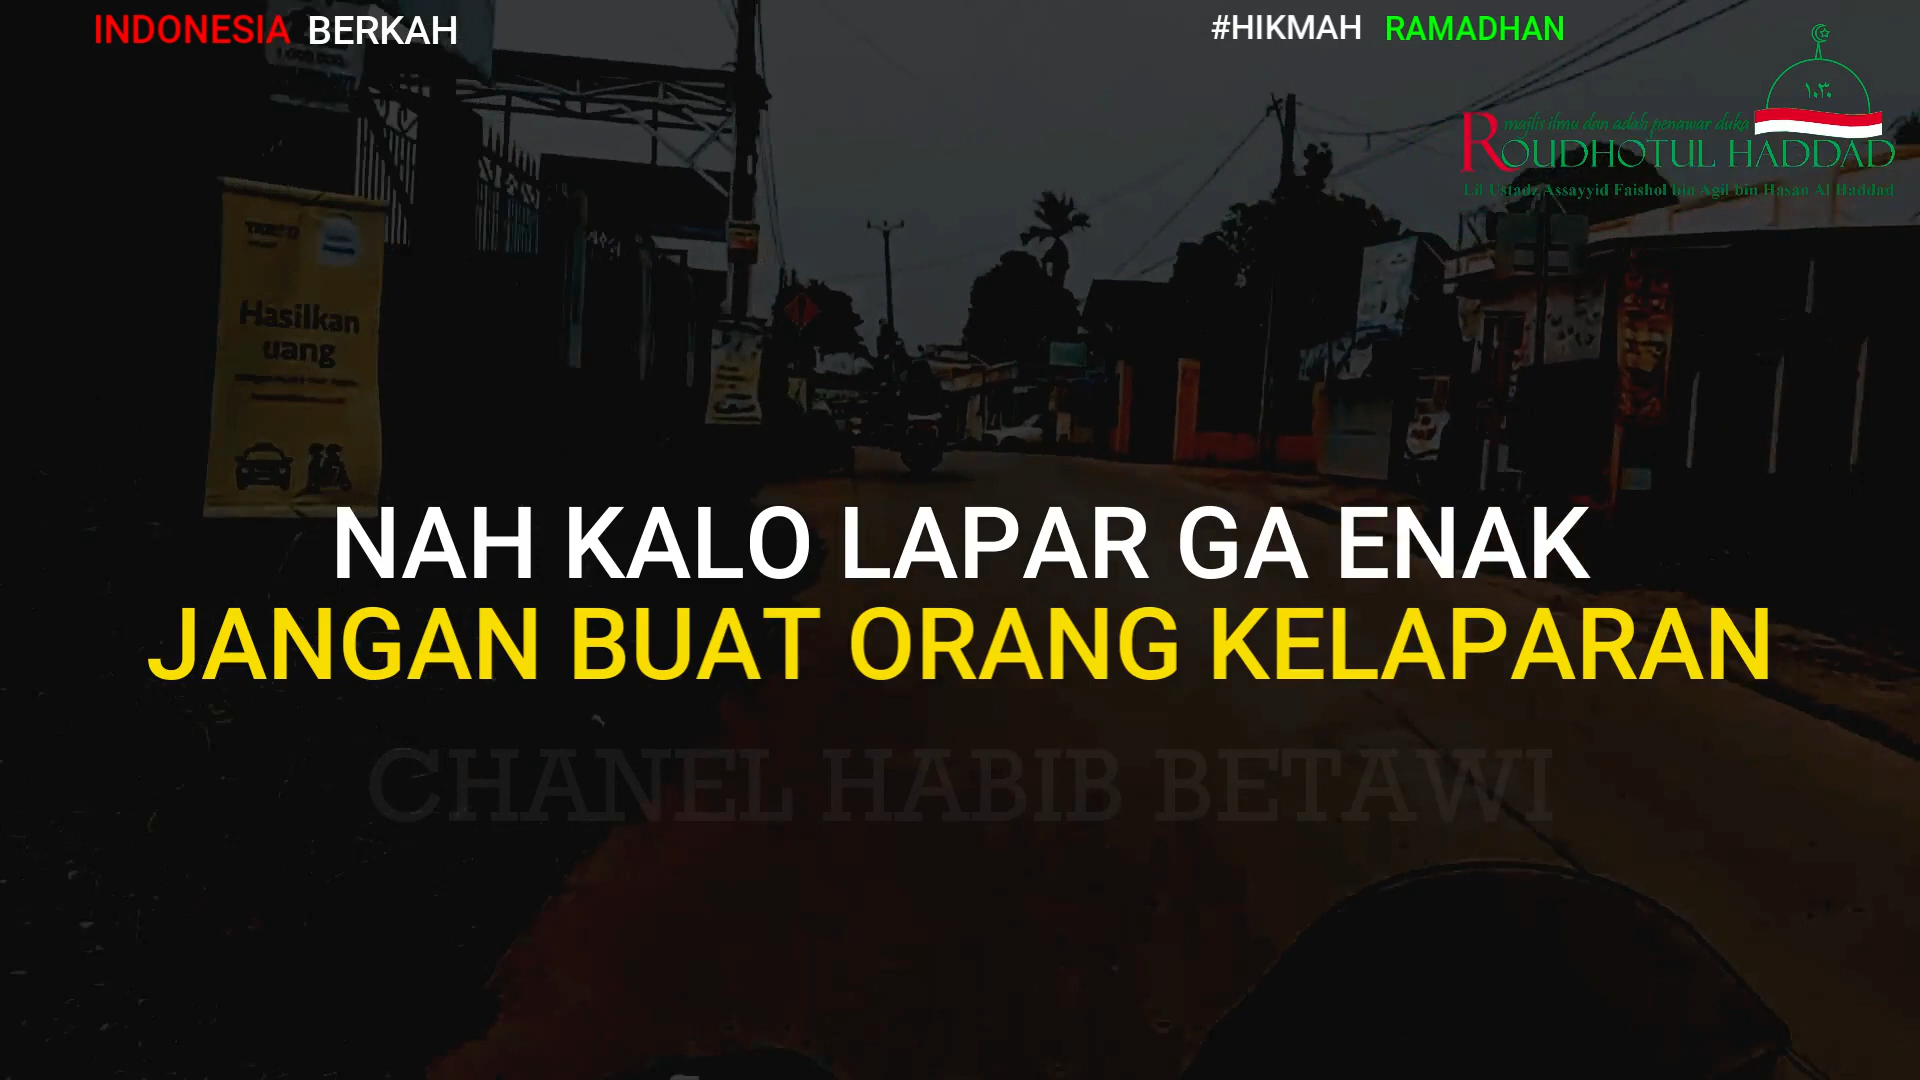 INDONESIA BERKAH
#HIKMAH RAMADHAN
١٠٣٠
majlis ilmu dan adab penawar duka
ROUDHOTUL HADDAD
Lil Ustadz Assayyid Faishol bin Agil bin Hasan Al Haddad
Hasilkan
uang
NAH KALO LAPAR GA ENAK
JANGAN BUAT ORANG KELAPARAN
CHANEL HABIB BETAWI